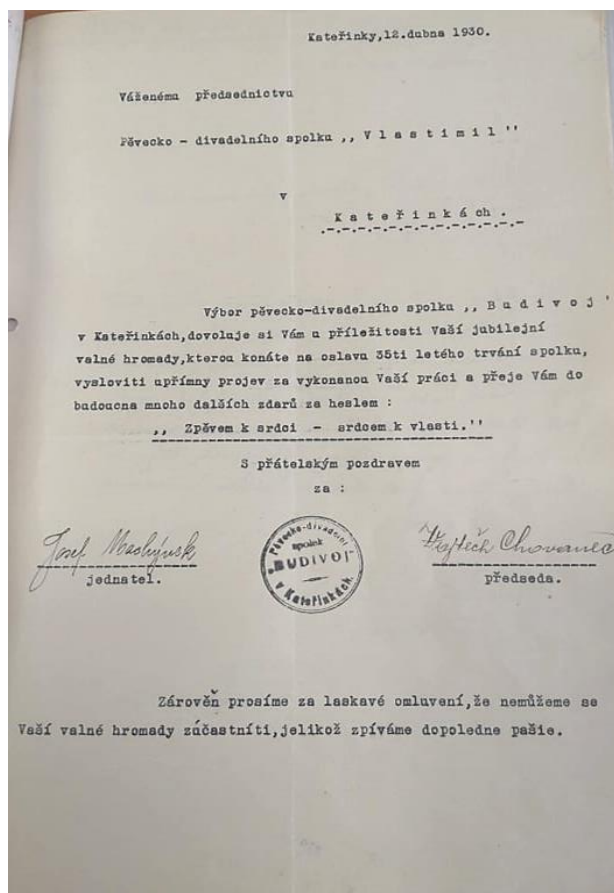 Kateřinky,12.dubna 1930.
Váženému předsednictvu
Pěvecko - divadelního spolku ,, V l a s t i m i l ''
v
K a t e ř i n k á c h .
Výbor pěvecko-divadelního spolku ,, B u d i v o j '
v Kateřinkách,dovoluje si Vám u příležitosti Vaší jubilejní
valné hromady,kterou konáte na oslavu 35ti letého trvání spolku,
vysloviti upřímny projev za vykonanou Vaší práci a přeje Vám do
budoucna mnoho dalších zdarů za heslem :
,, Zpěvem k srdci - srdcem k vlasti.''
S přátelským pozdravem
za :
Josef
Vojtěch Chovanec
Pěvecko-divadelní
spolek
„BUDIVOJ"
v Kateřinkách.
jednatel.
předseda.
Zárověň prosíme za laskavé omluvení,že nemůžeme se
Vaší valné hromady zúčastníti,jelikož zpíváme dopoledne pašie.